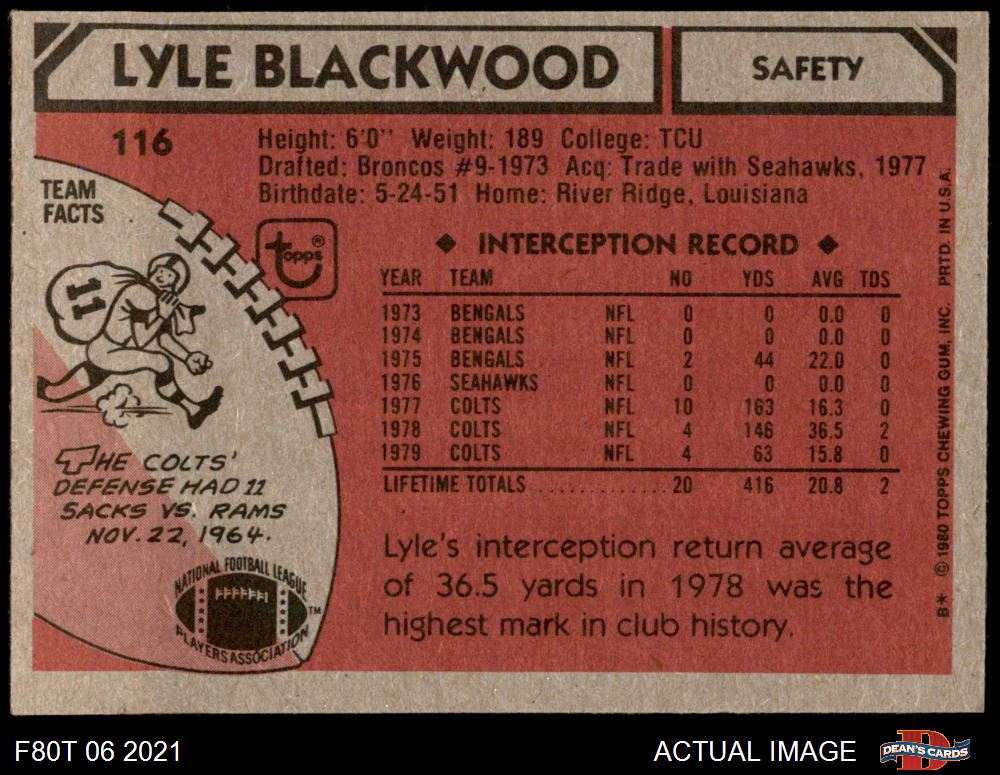 LYLE BLACKWOOD
SAFETY
116
Height: 6'0" Weight: 189 College: TCU
Drafted: Broncos #9-1973 Acq: Trade with Seahawks, 1977
Birthdate: 5-24-51 Home: River Ridge, Louisiana
TEAM
FACTS
topps®
11
THE COLTS'
DEFENSE HAD 11
SACKS VS. RAMS
NOV. 22, 1964.
NATIONAL FOOTBALL LEAGUE
PLAYERS ASSOCIATION
TM
◆ INTERCEPTION RECORD ◆
YEAR TEAM NO YDS AVG TDS
1973 BENGALS NFL 0 0 0.0 0
1974 BENGALS NFL 0 0 0.0 0
1975 BENGALS NFL 2 44 22.0 0
1976 SEAHAWKS NFL 0 0 0.0 0
1977 COLTS NFL 10 163 16.3 0
1978 COLTS NFL 4 146 36.5 2
1979 COLTS NFL 4 63 15.8 0
LIFETIME TOTALS ............. 20 416 20.8 2
Lyle's interception return average
of 36.5 yards in 1978 was the
highest mark in club history.
B* © 1980 TOPPS CHEWING GUM, INC. PRTD. IN U.S.A.
F80T 06 2021
ACTUAL IMAGE
DEAN'S CARDS